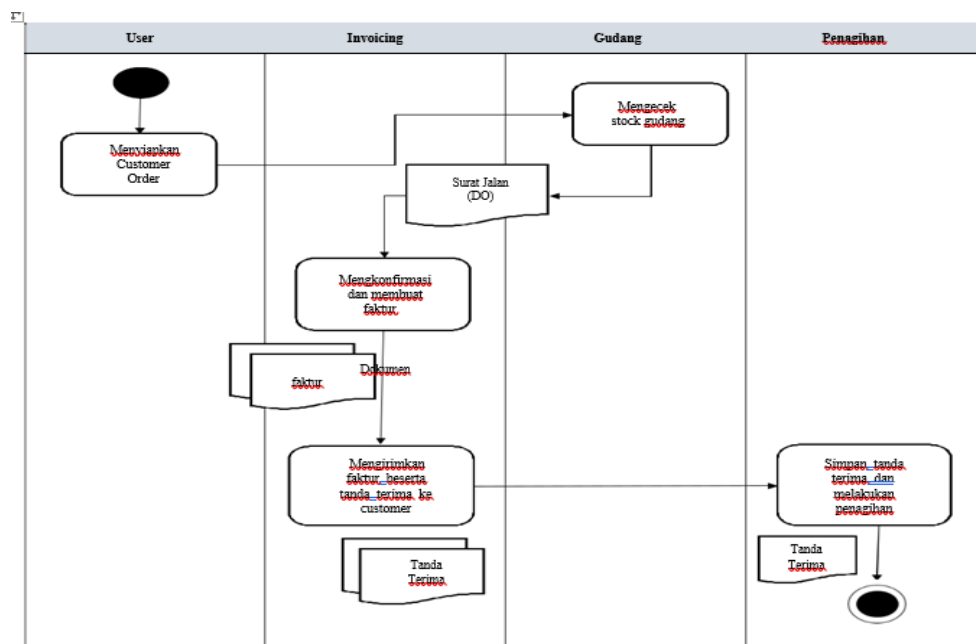 User
Invoicing
Gudang
Penagihan
Mengecek
stock gudang
Menyiapkan
Customer
Order
Surat Jalan
(DO)
Mengkonfirmasi
dan membuat
faktur
Dokumen
faktur
Mengirimkan
faktur beserta
tanda terima ke
customer
Simpan tanda
terima dan
melakukan
penagihan
Tanda
Terima
Tanda
Terima